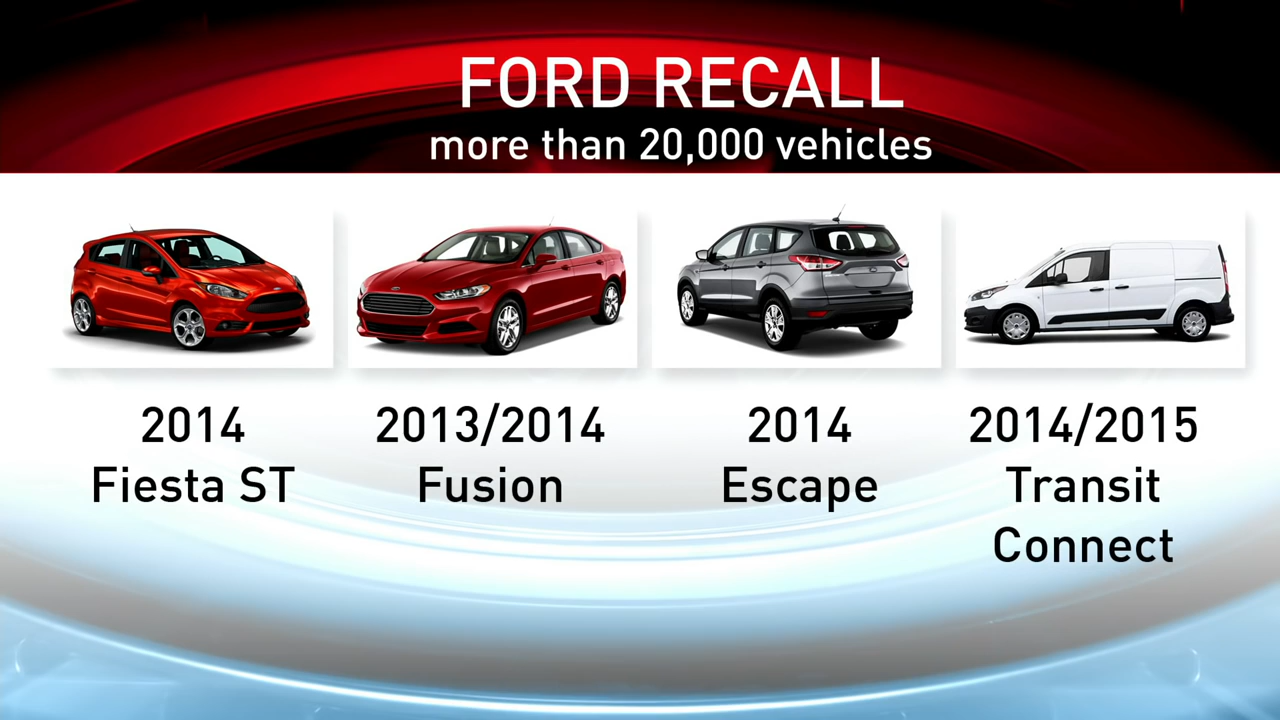 FORD RECALL
more than 20,000 vehicles
2014
Fiesta ST
2013/2014
Fusion
2014
Escape
2014/2015
Transit
Connect